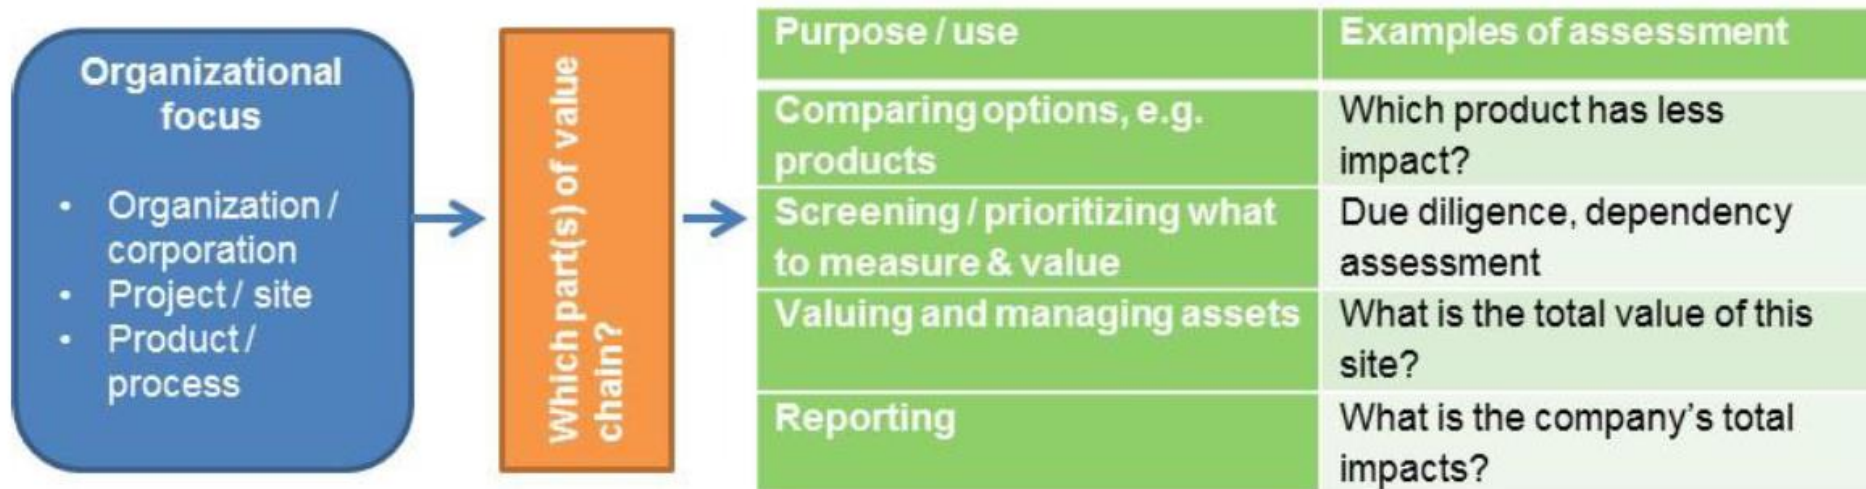 Organizational
focus
• Organization /
corporation
• Project / site
• Product /
process
Which part(s) of value
chain?
Purpose / use
Examples of assessment
Comparing options, e.g.
products
Which product has less
impact?
Screening / prioritizing what
to measure & value
Due diligence, dependency
assessment
Valuing and managing assets
What is the total value of this
site?
Reporting
What is the company's total
impacts?